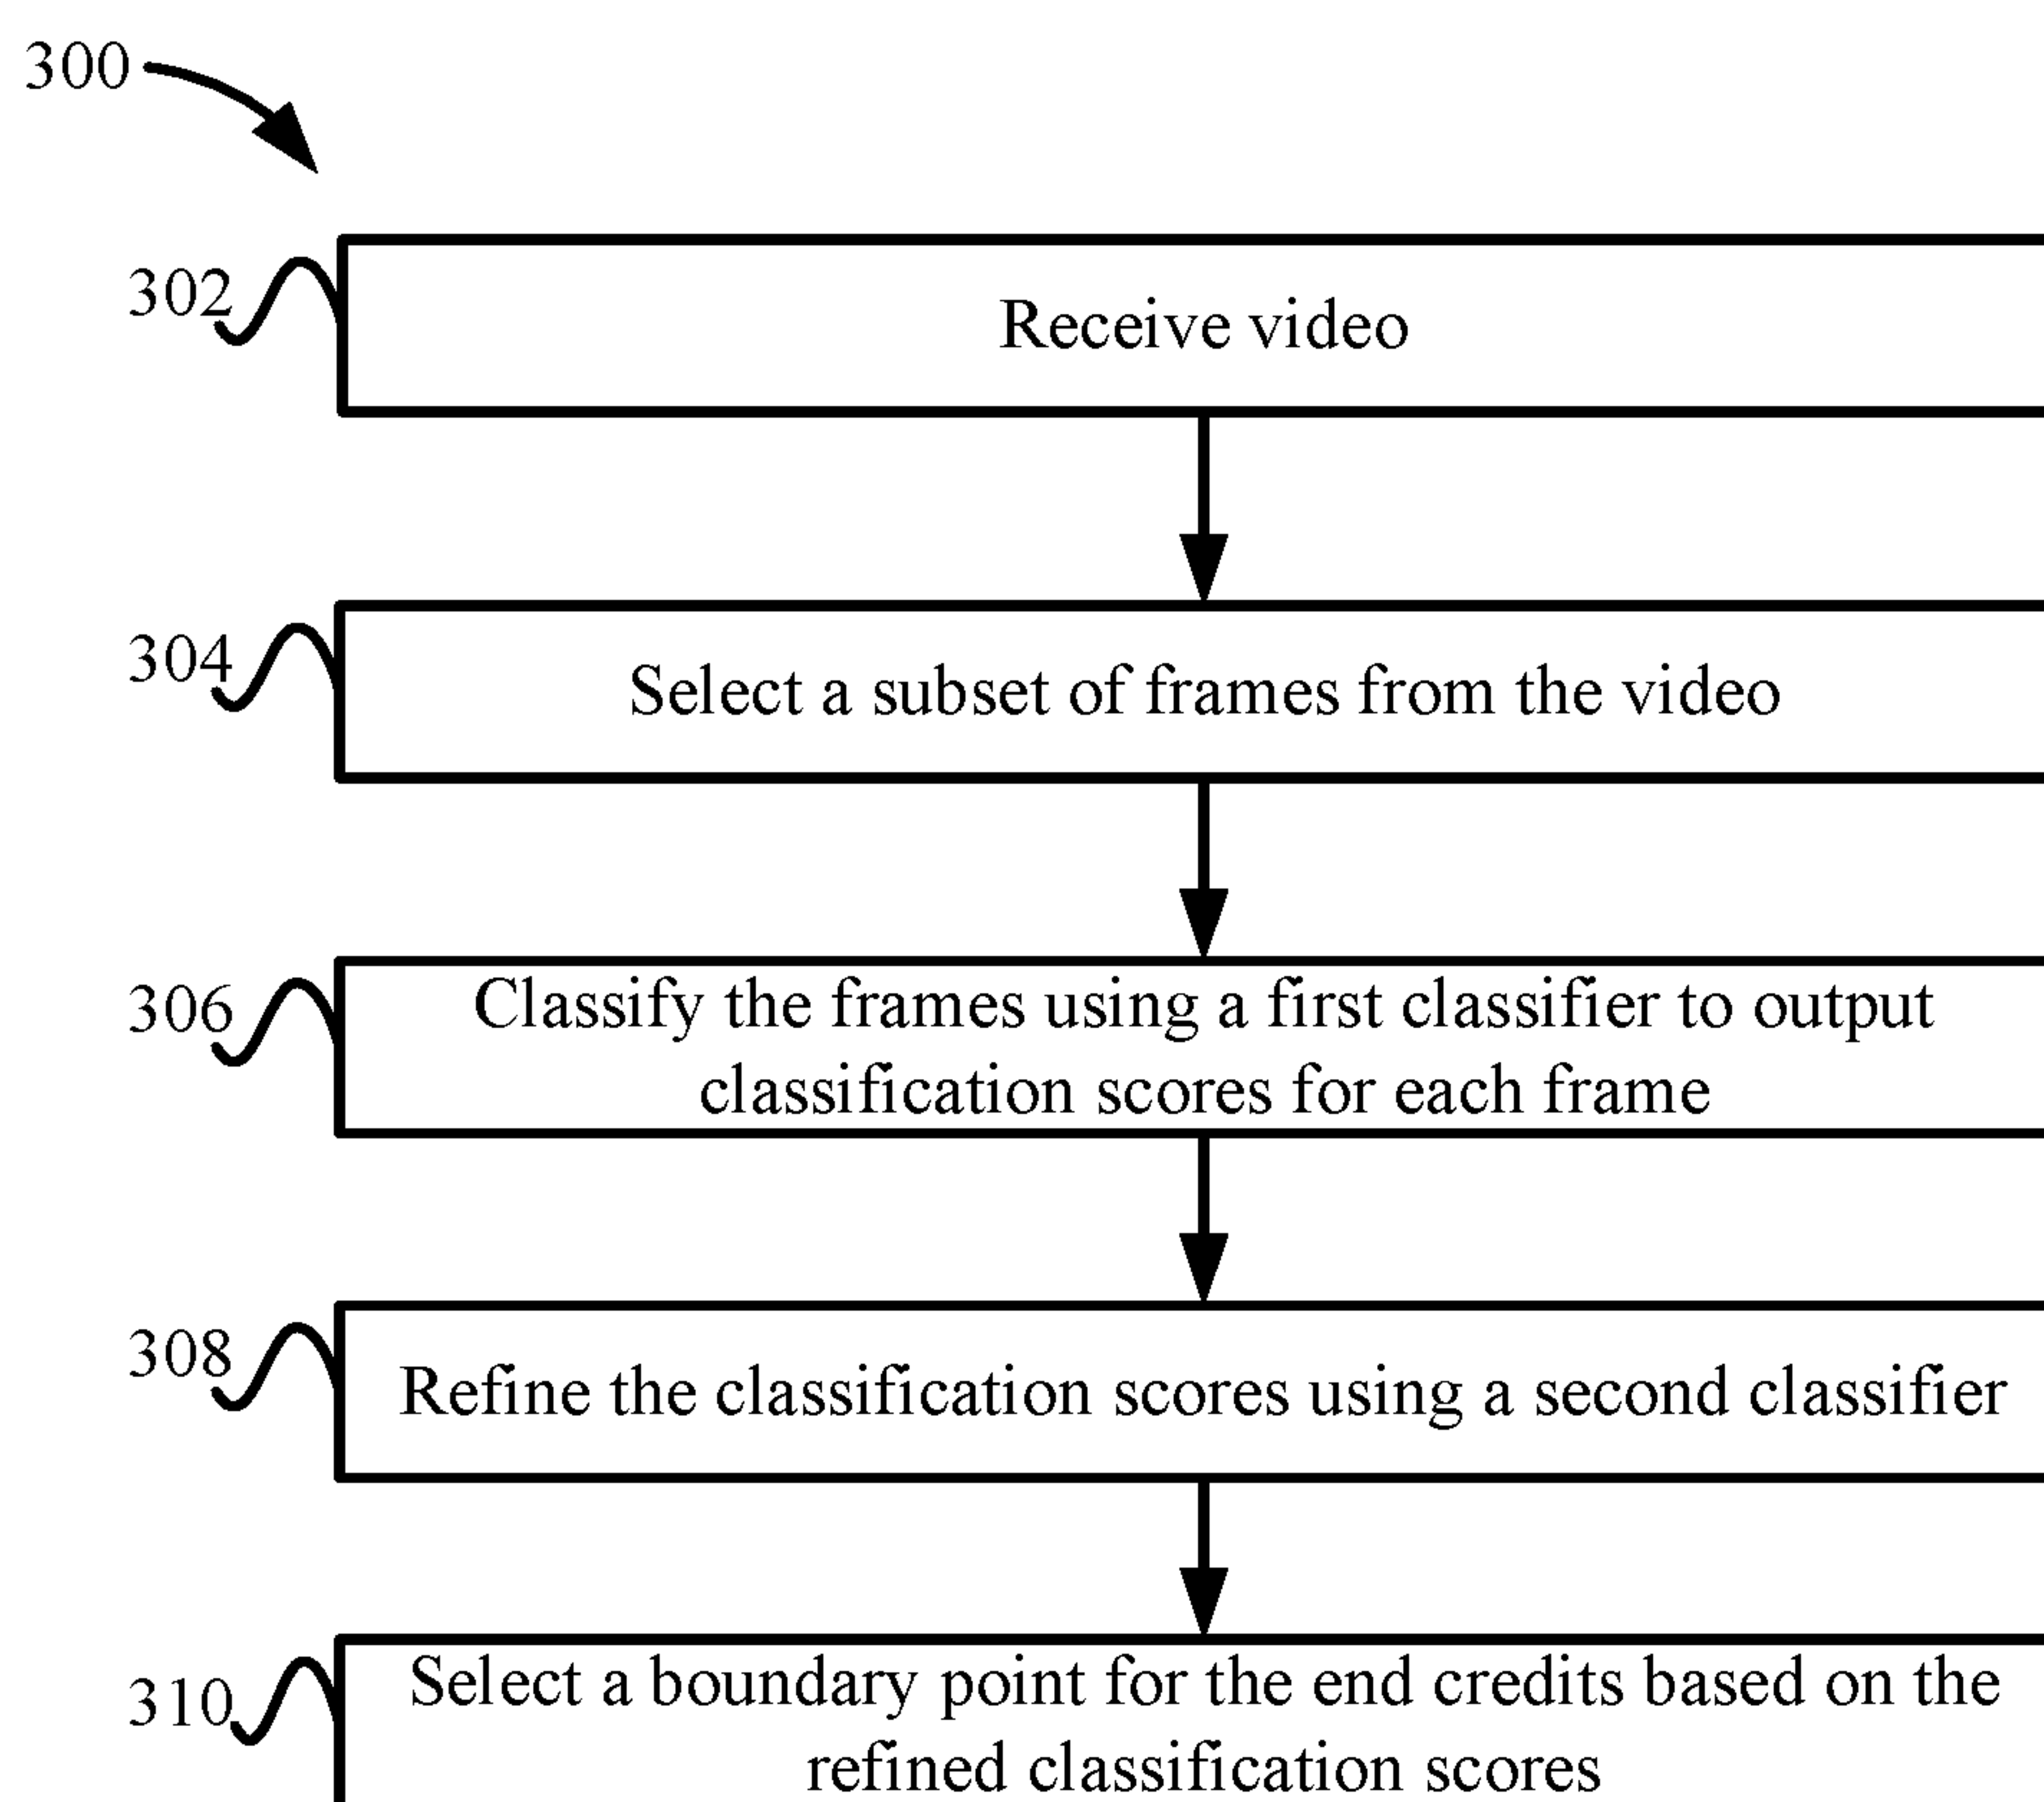 300
302
Receive video
304
Select a subset of frames from the video
306
Classify the frames using a first classifier to output
classification scores for each frame
308
Refine the classification scores using a second classifier
310
Select a boundary point for the end credits based on the
refined classification scores